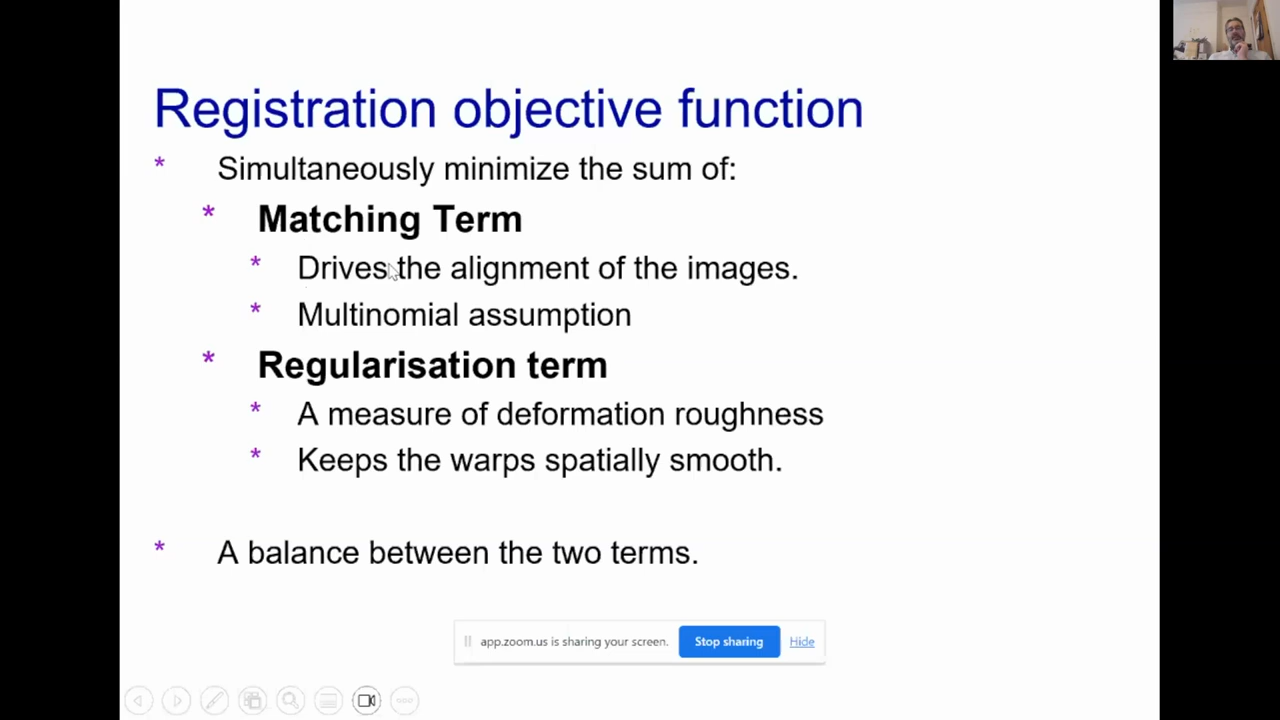 Registration objective function
* Simultaneously minimize the sum of:
* Matching Term
* Drives the alignment of the images.
* Multinomial assumption
* Regularisation term
* A measure of deformation roughness
* Keeps the warps spatially smooth.
* A balance between the two terms.
app.zoom.us is sharing your screen. Stop sharing Hide